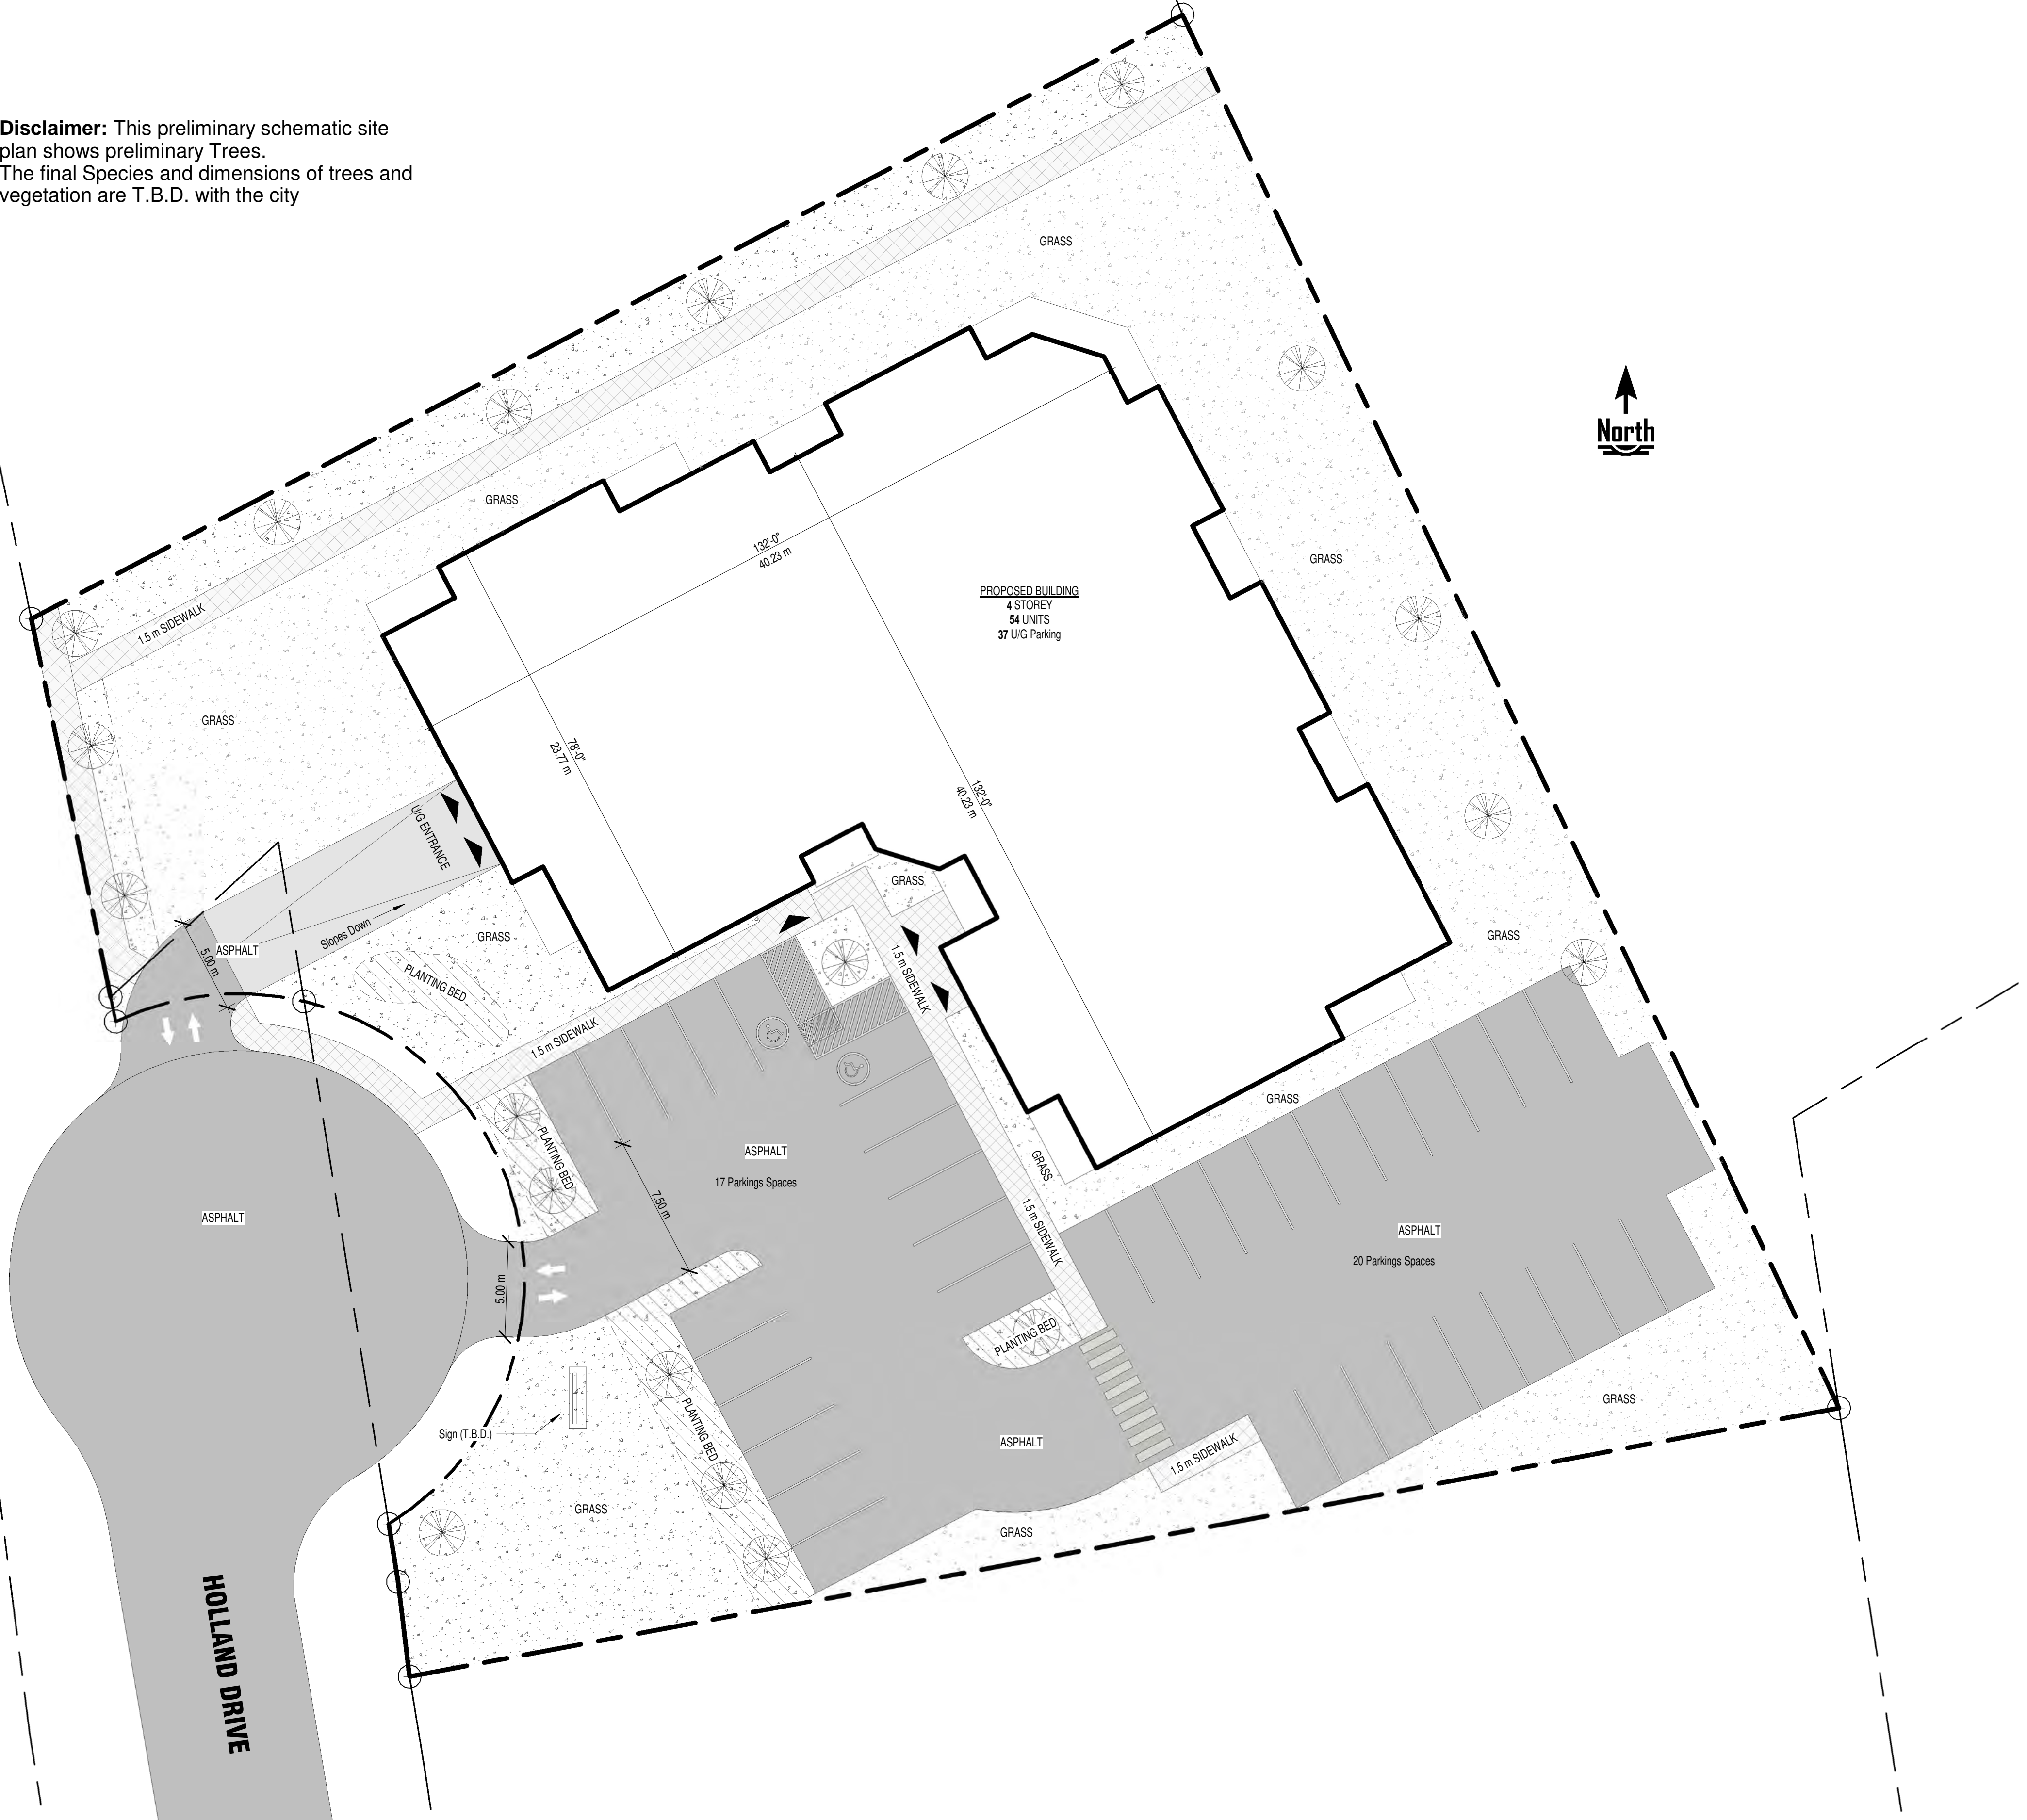 Disclaimer: This preliminary schematic site
plan shows preliminary Trees.
The final Species and dimensions of trees and
vegetation are T.B.D. with the city
GRASS
North
GRASS
132'-0"
40.23 m
GRASS
PROPOSED BUILDING
4 STOREY
54 UNITS
37 U/G Parking
1.5 m SIDEWALK
GRASS
78'-0"
23.77 m
132'-0"
40.23 m
U/G ENTRANCE
GRASS
Slopes Down
GRASS
GRASS
ASPHALT
5.00 m
PLANTING BED
1.5 m SIDEWALK
1.5 m SIDEWALK
GRASS
PLANTING BED
ASPHALT
17 Parkings Spaces
GRASS
7.50 m
ASPHALT
1.5 m SIDEWALK
ASPHALT
20 Parkings Spaces
5.00 m
PLANTING BED
GRASS
Sign (T.B.D.)
PLANTING BED
ASPHALT
1.5 m SIDEWALK
GRASS
GRASS
HOLLAND DRIVE